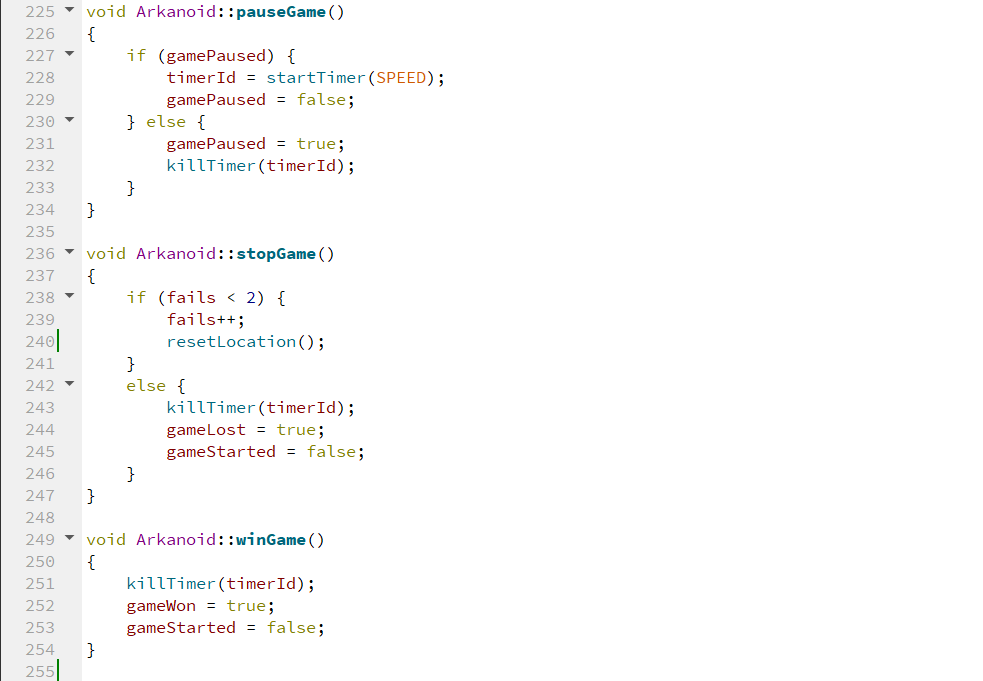 225 void Arkanoid::pauseGame()
226 {
227     if (gamePaused) {
228         timerId = startTimer(SPEED);
229         gamePaused = false;
230     } else {
231         gamePaused = true;
232         killTimer(timerId);
233     }
234 }
235
236 void Arkanoid::stopGame()
237 {
238     if (fails < 2) {
239         fails++;
240         resetLocation();
241     }
242     else {
243         killTimer(timerId);
244         gameLost = true;
245         gameStarted = false;
246     }
247 }
248
249 void Arkanoid::winGame()
250 {
251     killTimer(timerId);
252     gameWon = true;
253     gameStarted = false;
254 }
255